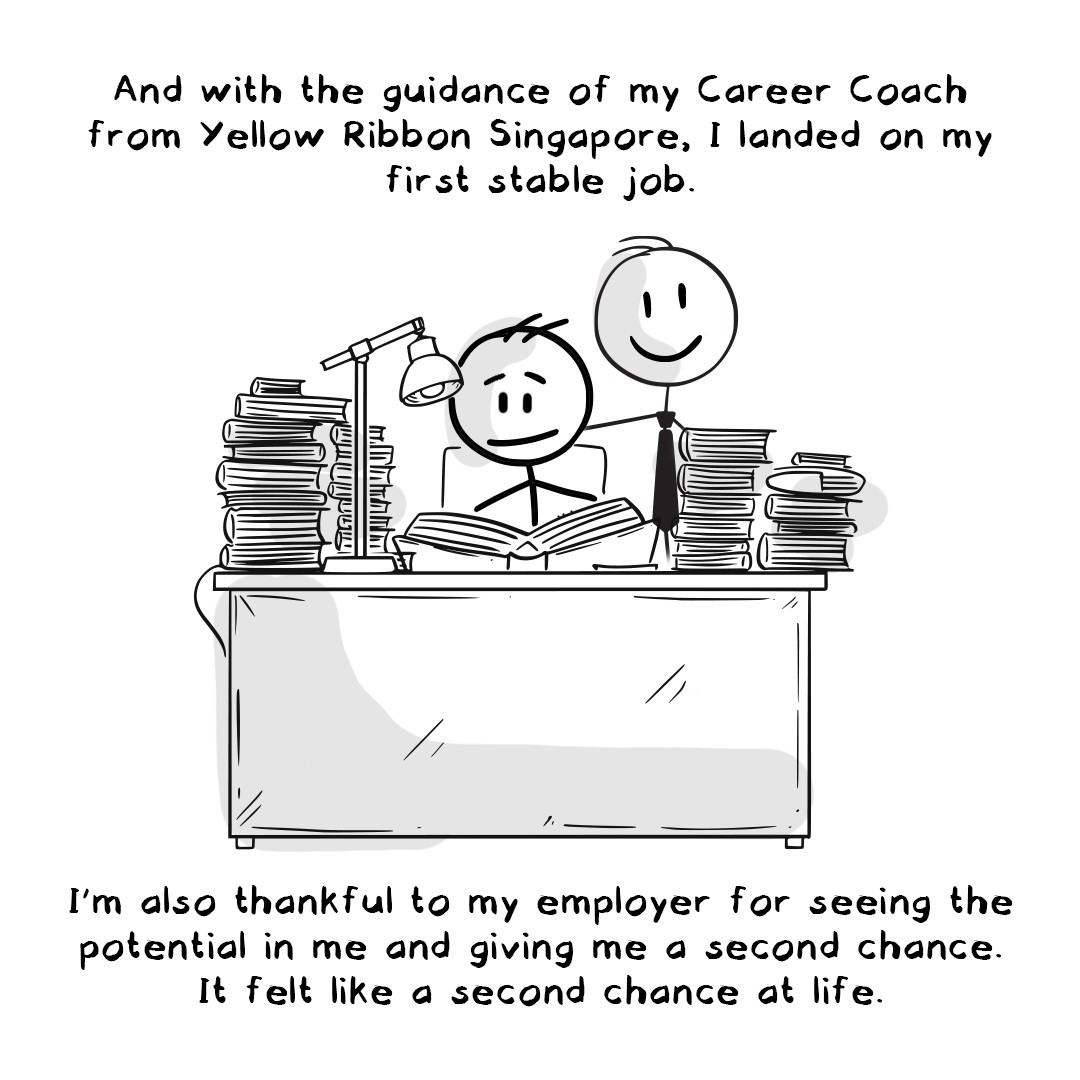 And with the guidance of my Career Coach
from Yellow Ribbon Singapore, I landed on my
first stable job.
I'm also thankful to my employer for seeing the
potential in me and giving me a second chance.
It felt like a second chance at life.